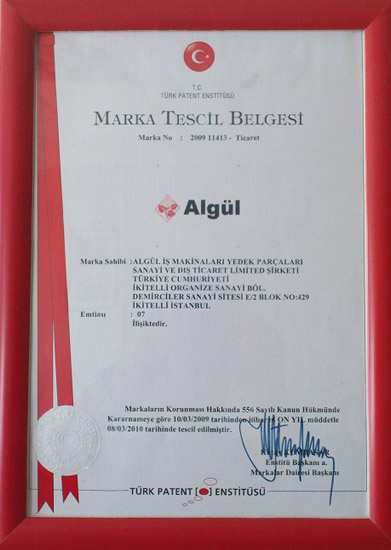 T.C.
TÜRK PATENT ENSTİTÜSÜ
MARKA TESCİL BELGESİ
Marka No : 2009 11413 - Ticaret
Algül
Marka Sahibi :ALGÜL İŞ MAKİNALARI YEDEK PARÇALARI
SANAYİ VE DIŞ TİCARET LİMİTED ŞİRKETİ
TÜRKİYE CUMHURİYETİ
İKİTELLİ ORGANİZE SANAYİ BÖL.
DEMİRCİLER SANAYİ SİTESİ E/2 BLOK NO:429
İKİTELLİ İSTANBUL
Emtiası : 07
İlişiktedir.
Markaların Korunması Hakkında 556 Sayılı Kanun Hükmünde
Kararnameye göre 10/03/2009 tarihinden itibaren ON YIL müddetle
08/03/2010 tarihinde tescil edilmiştir.
Enstitü Başkanı a.
Markalar Dairesi Başkanı
TÜRK PATENT ENSTİTÜSÜ